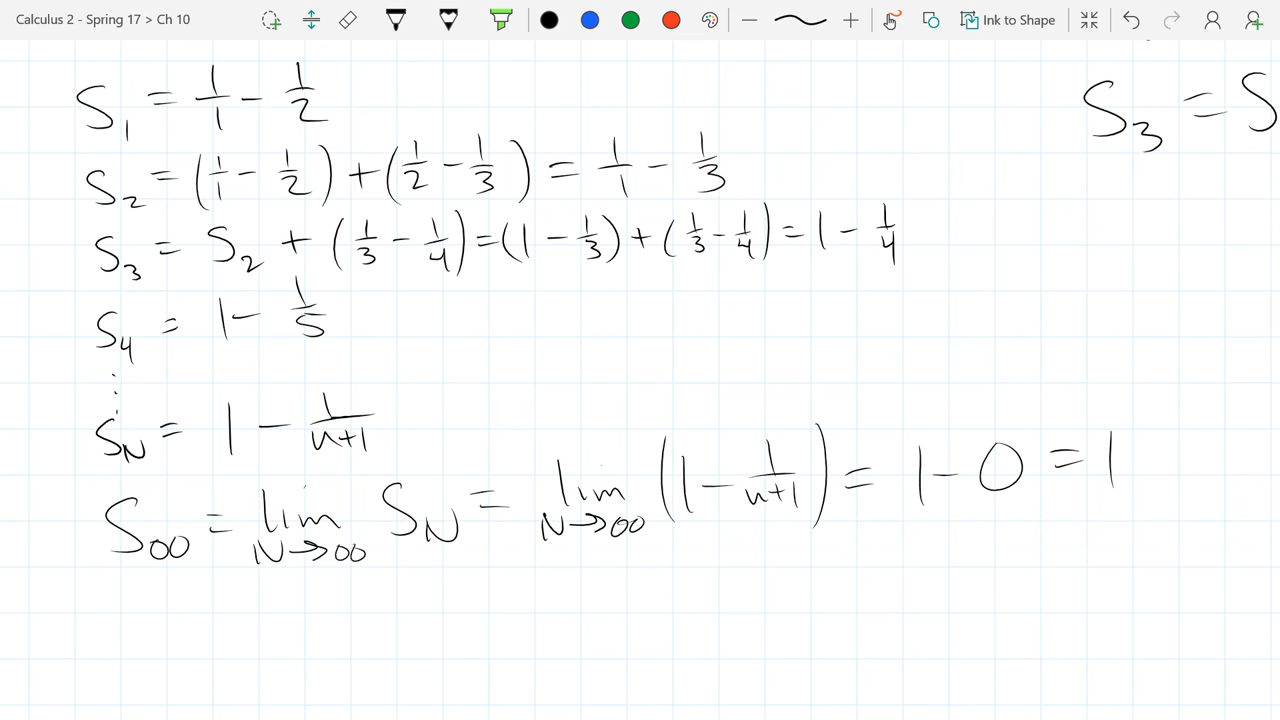 Calculus 2 - Spring 17 > Ch 10
Ink to Shape
S₃ = S
S₁ = 1/1 - 1/2
S₂ = (1/1 - 1/2) + (1/2 - 1/3) = 1/1 - 1/3
S₃ = S₂ + (1/3 - 1/4) = (1 - 1/3) + (1/3 - 1/4) = 1 - 1/4
S₄ = 1 - 1/5
⋮
S_N = 1 - 1/(n+1)
S_∞ = lim_{N→∞} S_N = lim_{N→∞} (1 - 1/(n+1)) = 1 - 0 = 1